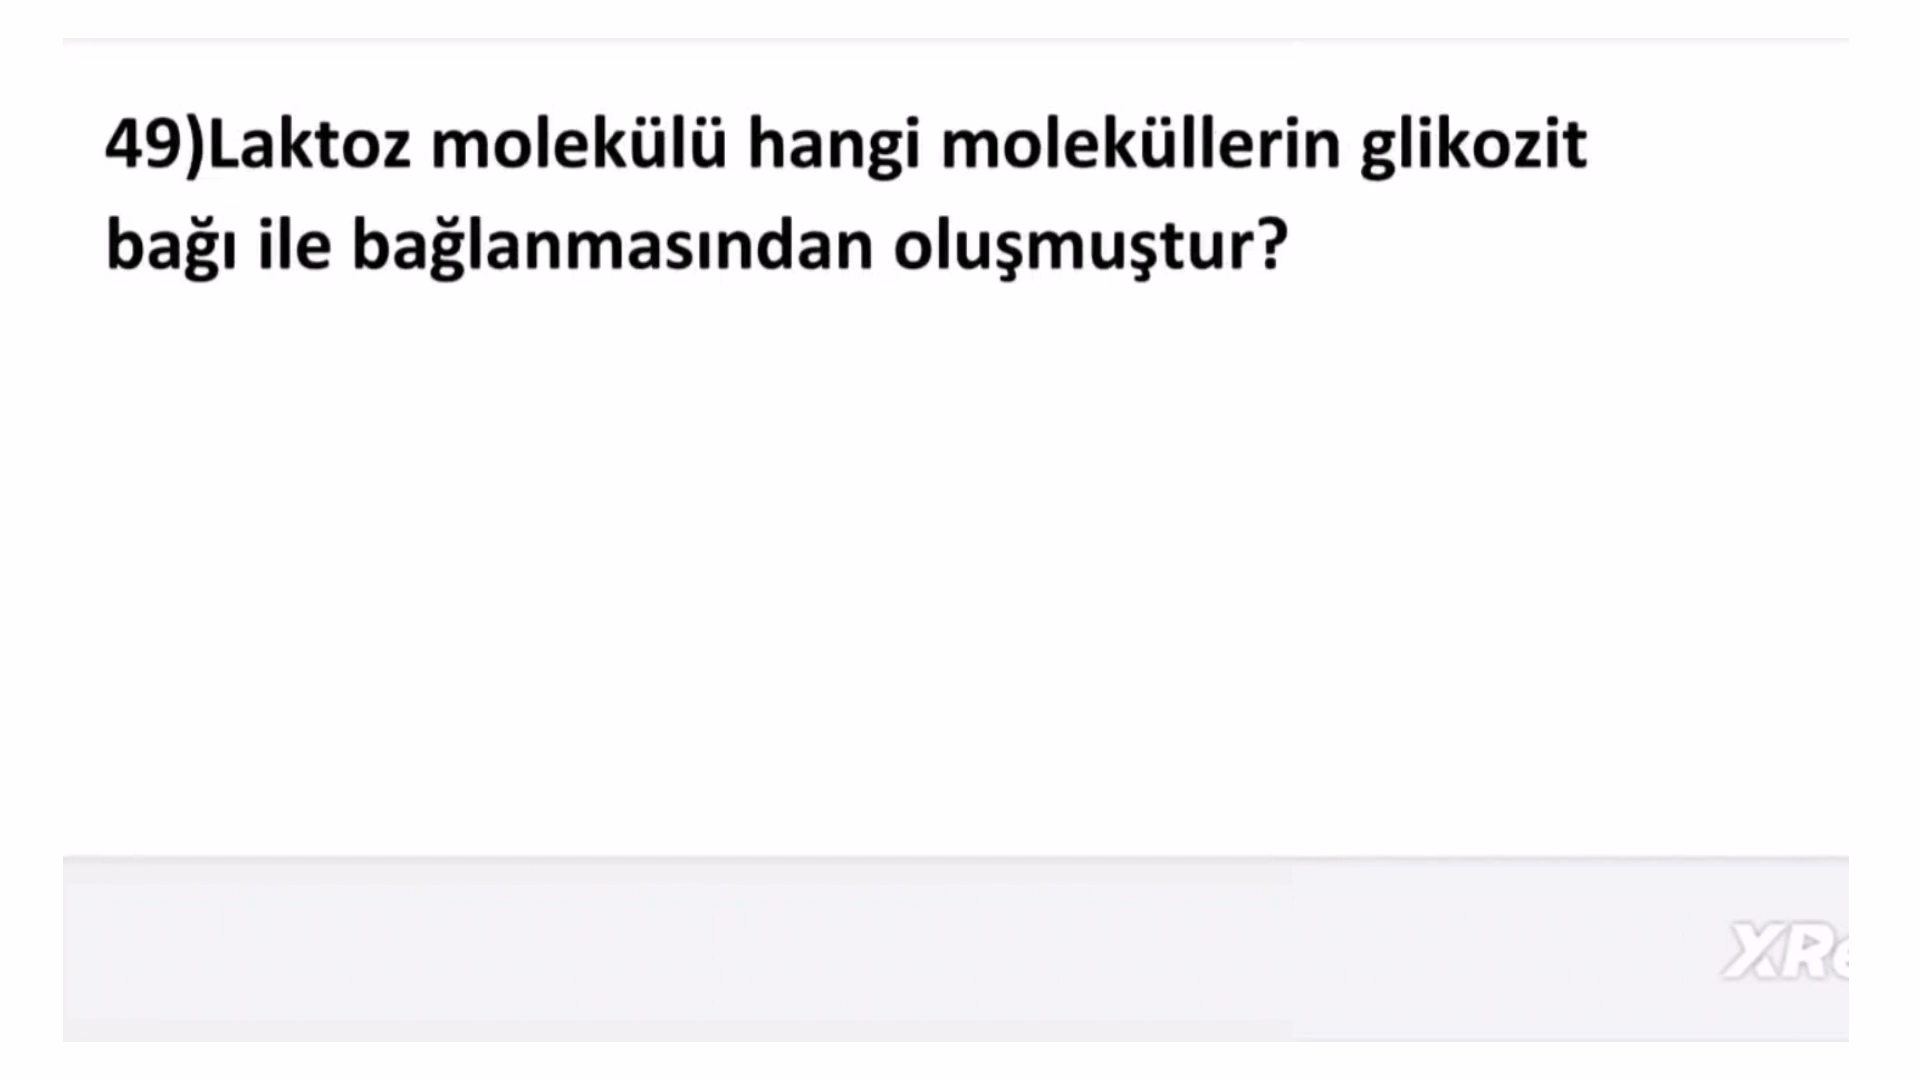 49)Laktoz molekülü hangi moleküllerin glikozit
bağı ile bağlanmasından oluşmuştur?